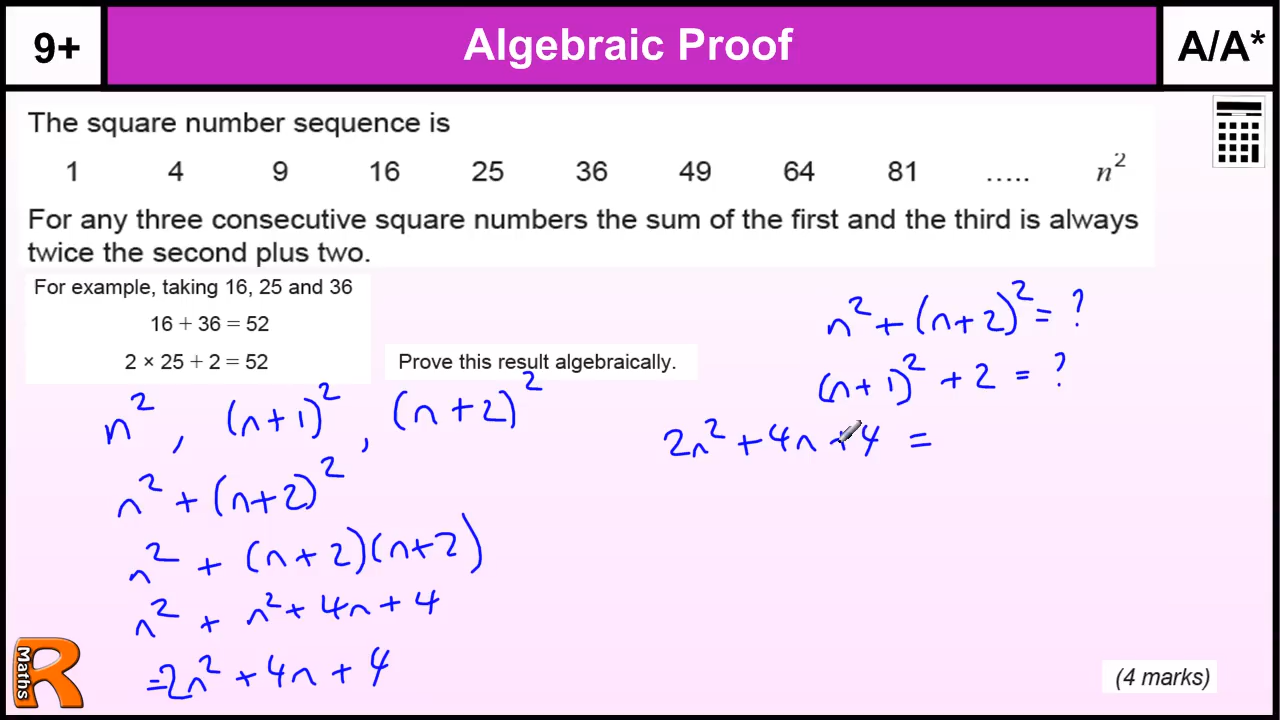 9+
Algebraic Proof
A/A*
The square number sequence is
1 4 9 16 25 36 49 64 81 ..... n²
For any three consecutive square numbers the sum of the first and the third is always
twice the second plus two.
For example, taking 16, 25 and 36
16 + 36 = 52
2 × 25 + 2 = 52
Prove this result algebraically.
n², (n+1)², (n+2)²
n² + (n+2)²
n² + (n+2)(n+2)
n² + n² + 4n + 4
=2n² + 4n + 4
n² + (n+2)² = ?
(n+1)² + 2 = ?
2n² + 4n + 4 =
Maths
R
(4 marks)